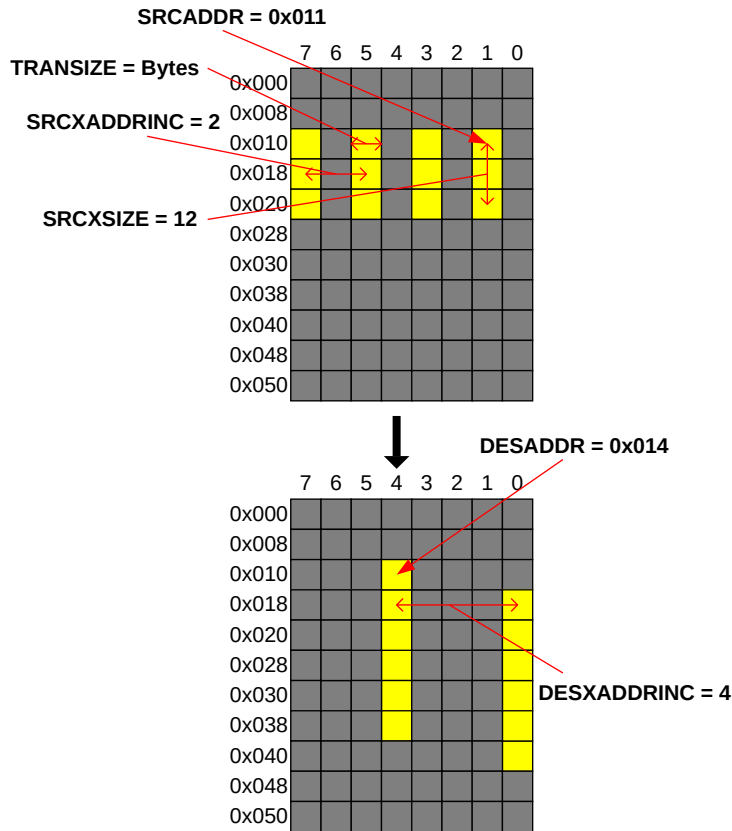 SRCADDR = 0x011
7 6 5 4 3 2 1 0
TRANSIZE = Bytes
0x000
0x008
SRCXADDRINC = 2
0x010
0x018
0x020
SRCXSIZE = 12
0x028
0x030
0x038
0x040
0x048
0x050
DESADDR = 0x014
7 6 5 4 3 2 1 0
0x000
0x008
0x010
0x018
0x020
0x028
0x030
DESXADDRINC = 4
0x038
0x040
0x048
0x050